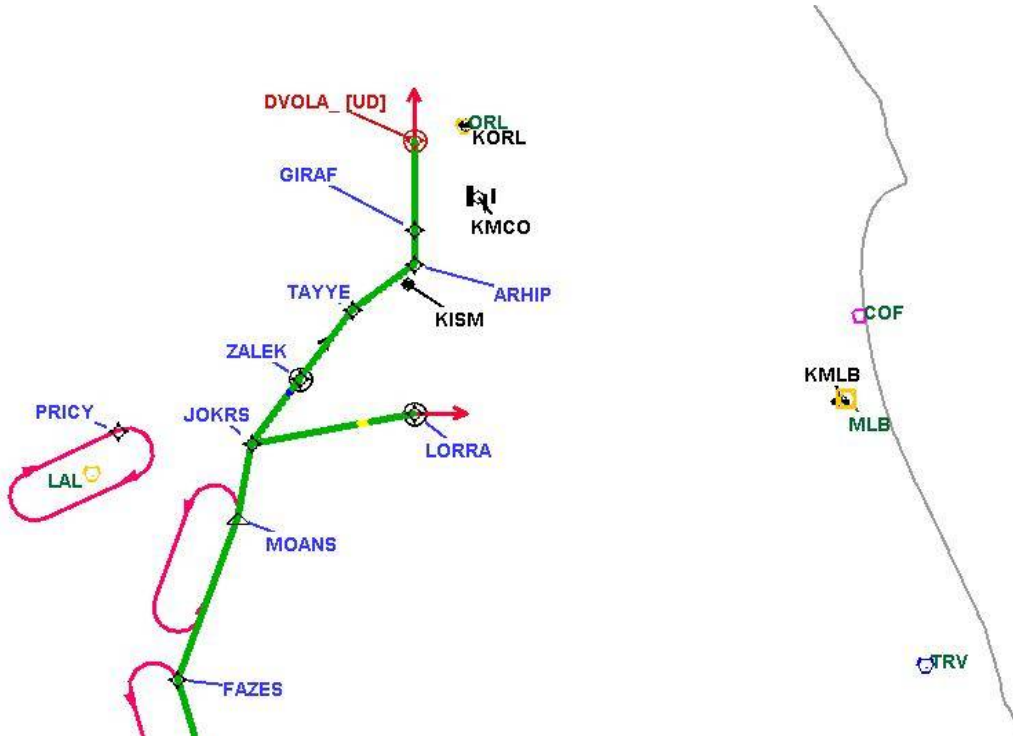 DVOLA_ [UD]
ORL
KORL
GIRAF
KMCO
TAYYE
ARHIP
COF
KISM
ZALEK
KMLB
PRICY
JOKRS
MLB
LORRA
LAL
MOANS
TRV
FAZES